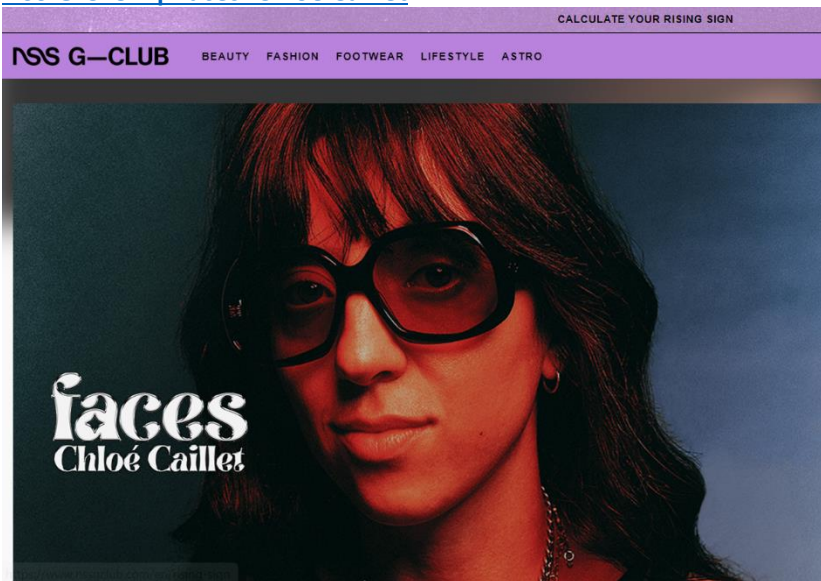 CALCULATE YOUR RISING SIGN
nss G—CLUB BEAUTY FASHION FOOTWEAR LIFESTYLE ASTRO
faces
Chloé Caillet